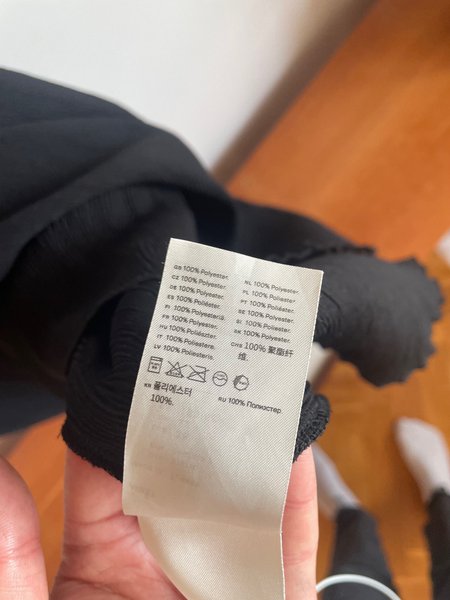 GB 100% Polyester.
CZ 100% Polyester.
DE 100% Polyester.
ES 100% Poliéster.
FI 100% Polyesteriä.
FR 100% Polyester.
HU 100% Poliészter.
IT 100% Poliestere.
LV 100% Poliesteris.
NL 100% Polyester.
PL 100% Poliester.
PT 100% Poliéster.
SE 100% Polyester.
SI 100% Poliester.
SK 100% Polyester.
CHS 100% 聚酯纤
维.
KR 폴리에스터
100%.
RU 100% Полиэстер.